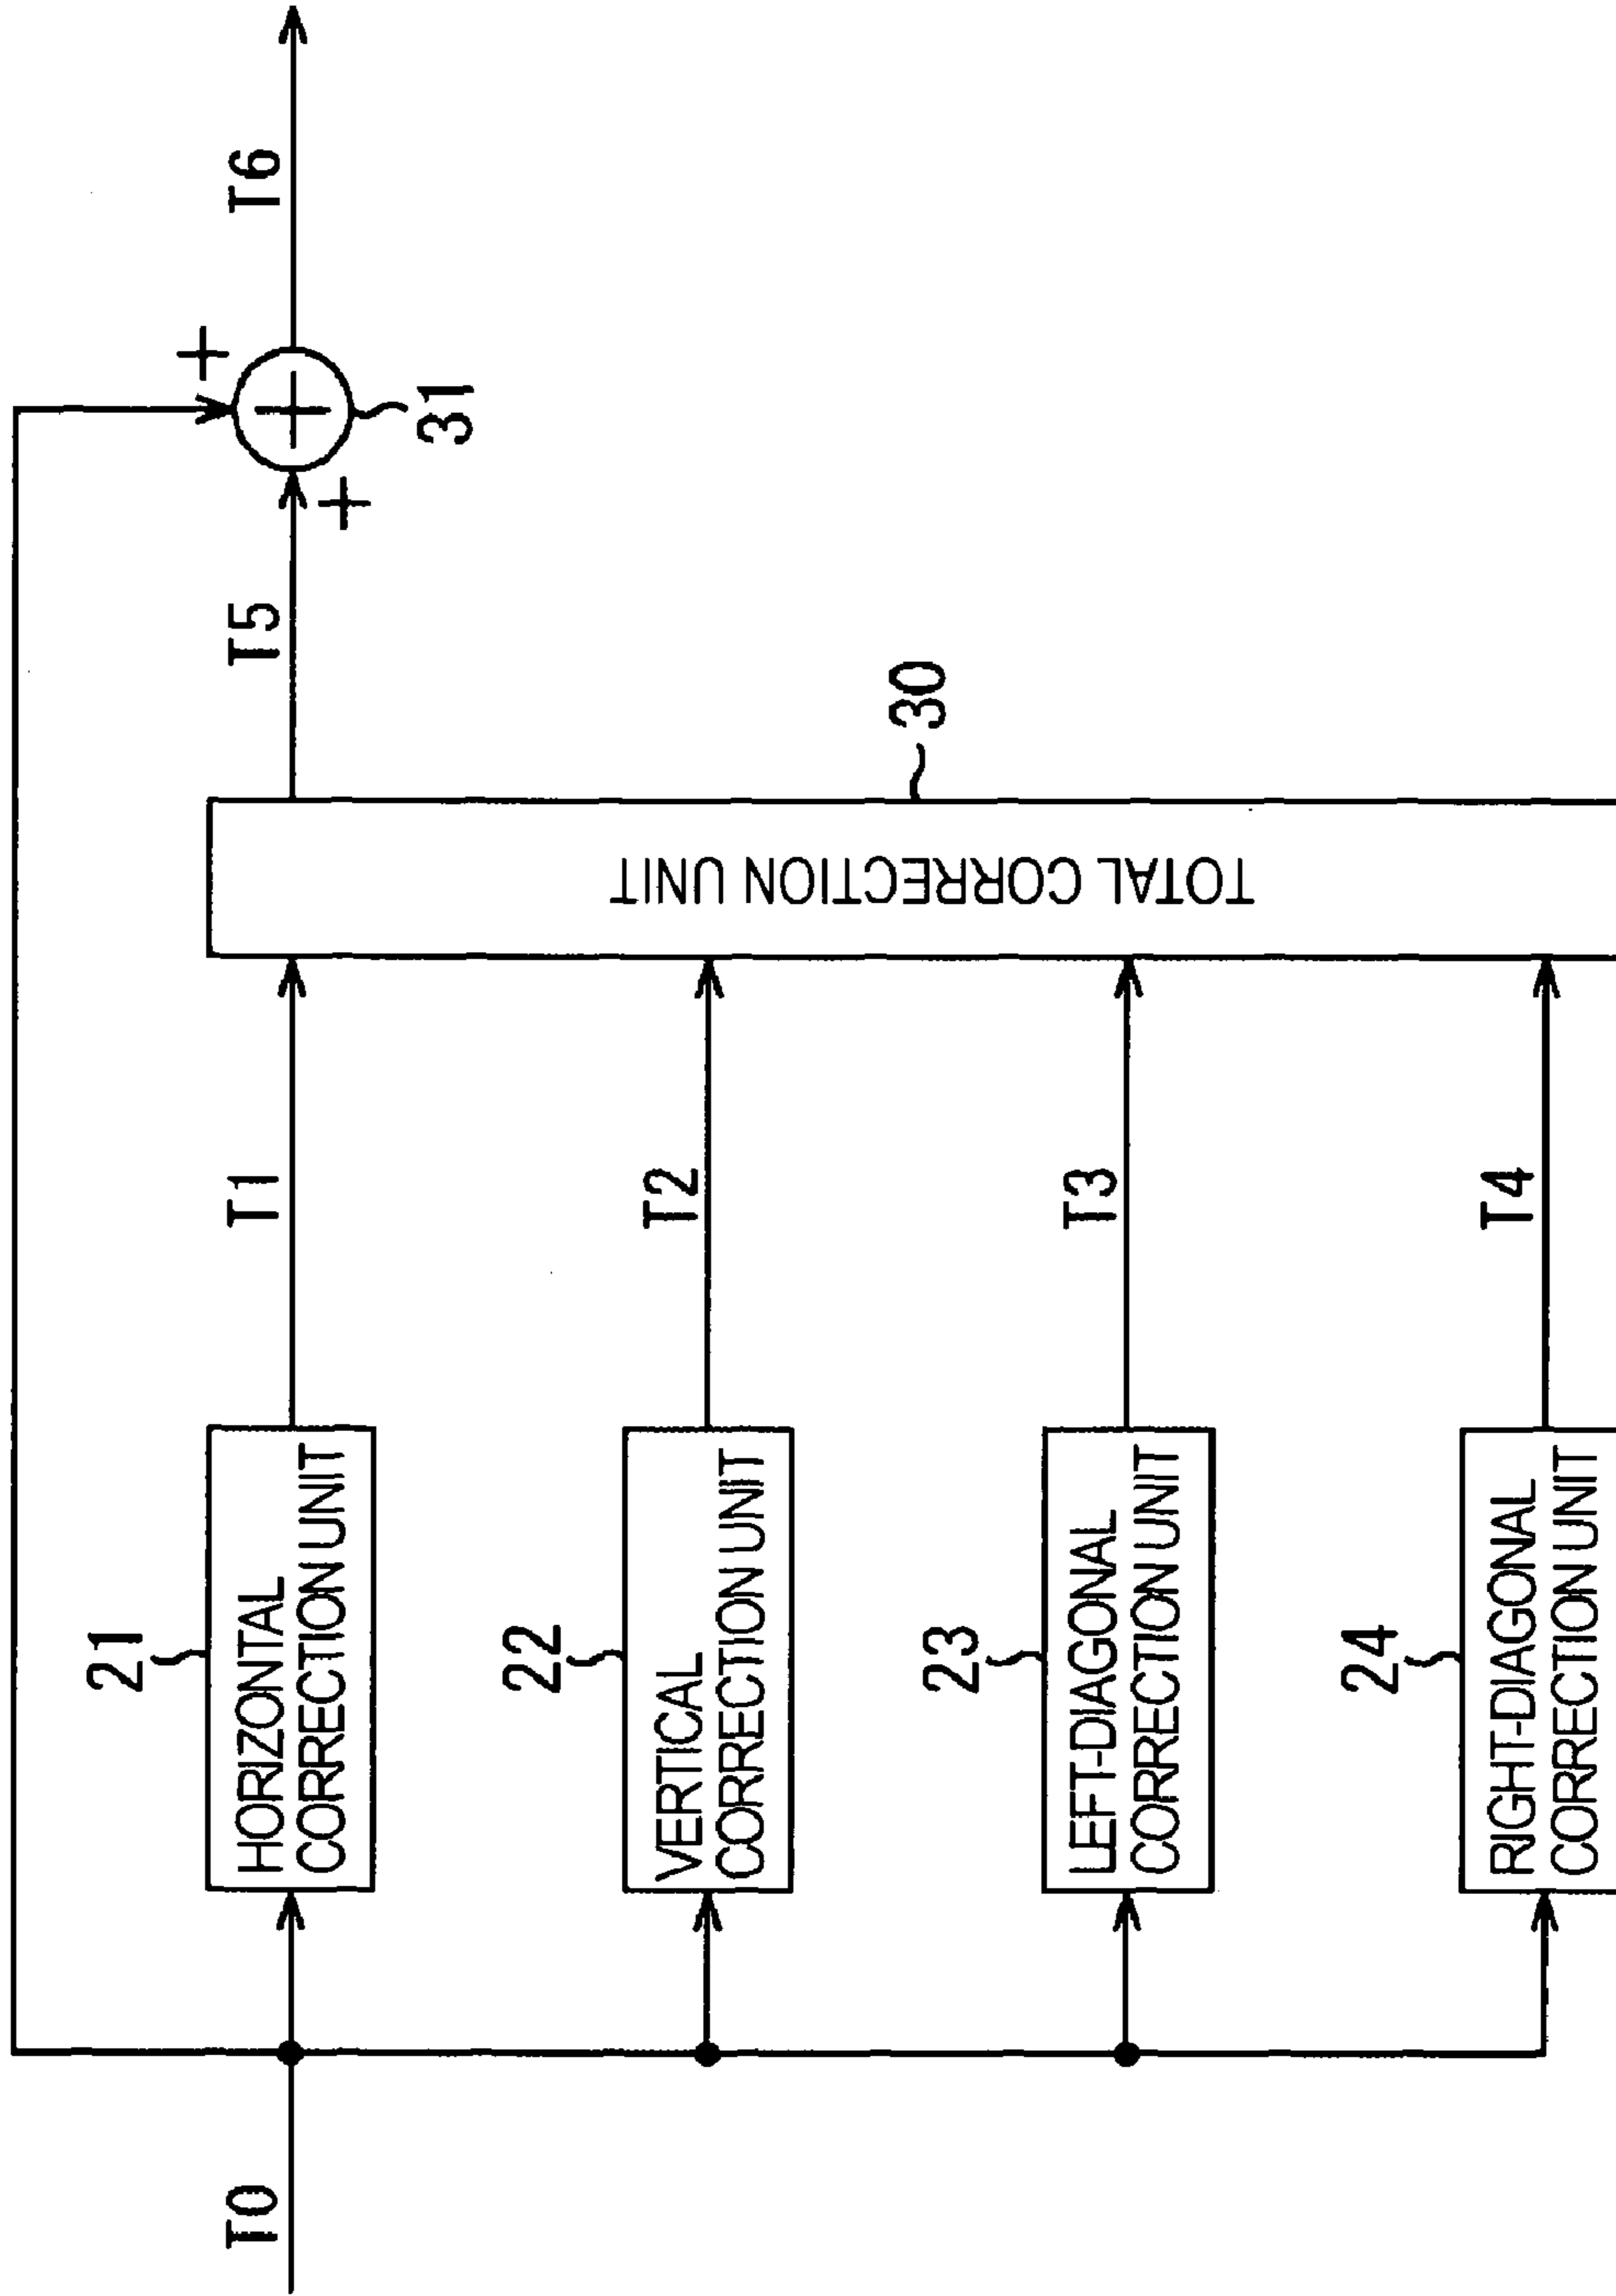 T0
21
HORIZONTAL
CORRECTION UNIT
T1
22
VERTICAL
CORRECTION UNIT
T2
23
LEFT-DIAGONAL
CORRECTION UNIT
T3
24
RIGHT-DIAGONAL
CORRECTION UNIT
T4
TOTAL CORRECTION UNIT
30
T5
+
+
+
31
T6